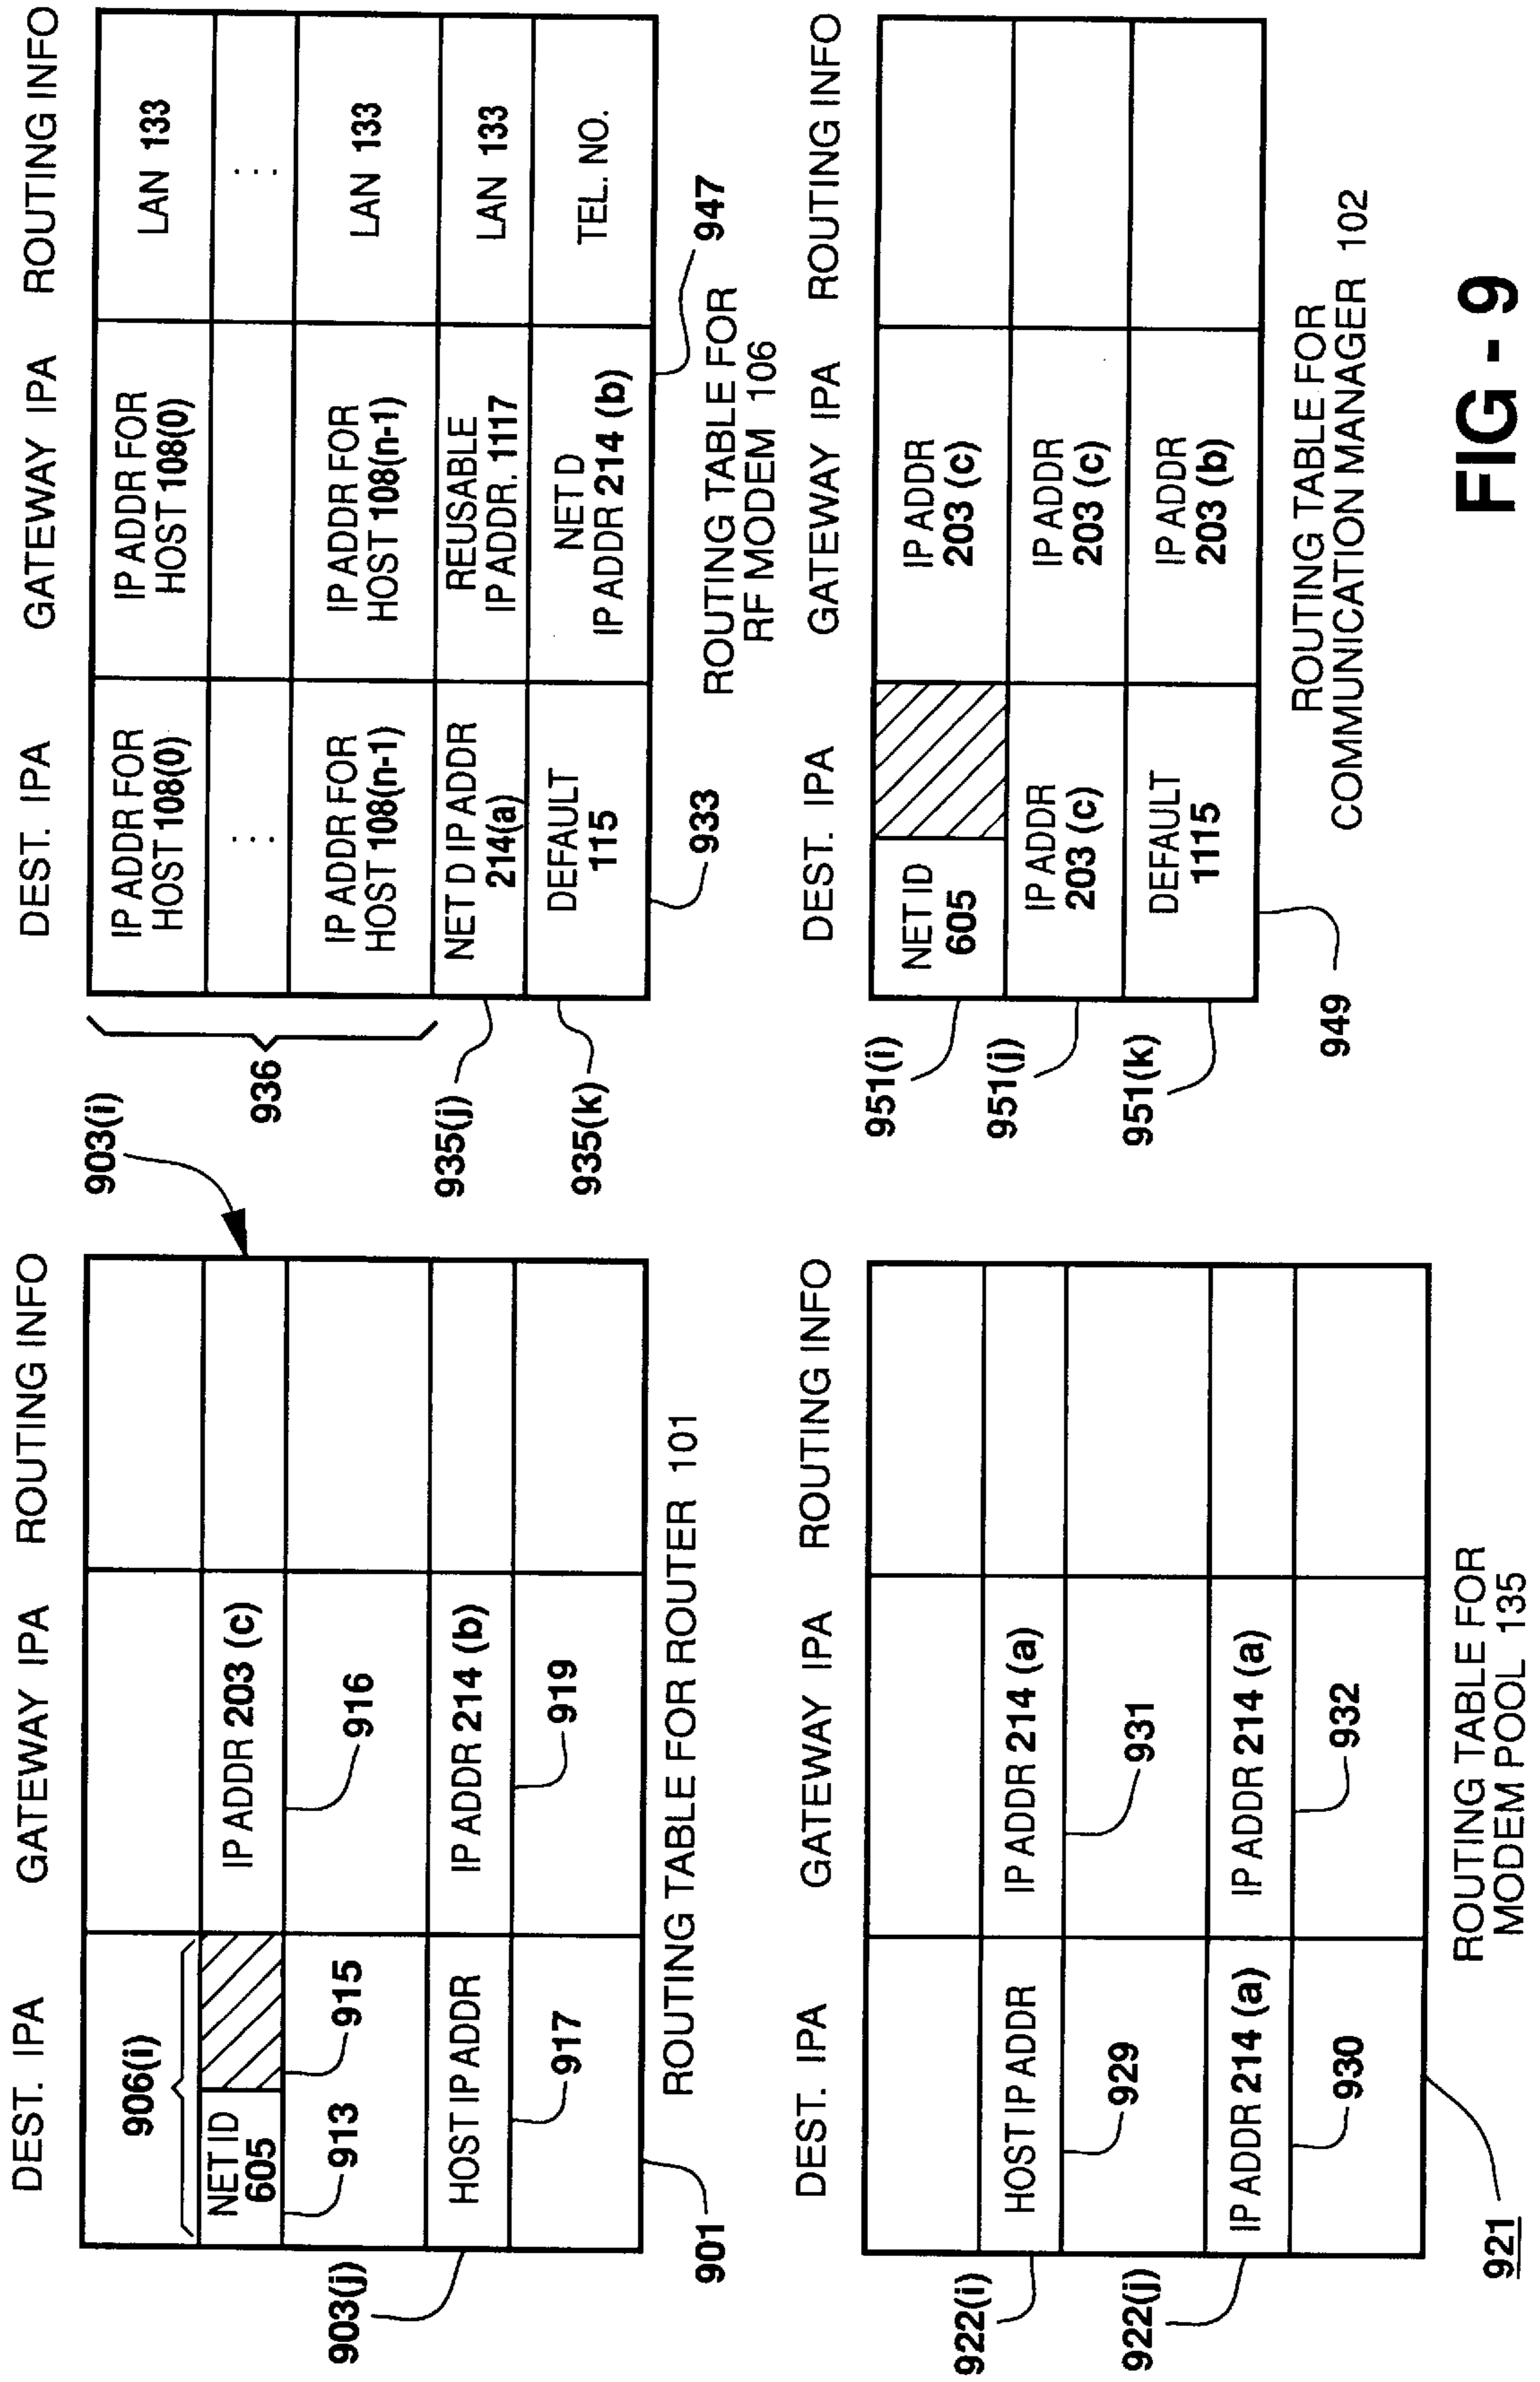 DEST. IPA GATEWAY IPA ROUTING INFO
906(i)
903(i)
NET ID
605
IP ADDR 203 (c)
913
915
916
903(j)
HOST IP ADDR
IP ADDR 214 (b)
917
919
901
ROUTING TABLE FOR ROUTER 101
DEST. IPA GATEWAY IPA ROUTING INFO
IP ADDR FOR
HOST 108(0)
IP ADDR FOR
HOST 108(0)
LAN 133
936
...
...
IP ADDR FOR
HOST 108(n-1)
IP ADDR FOR
HOST 108(n-1)
LAN 133
935(j)
NET D IP ADDR
214(a)
REUSABLE
IP ADDR. 1117
LAN 133
935(k)
DEFAULT
115
NET D
IP ADDR 214 (b)
TEL. NO.
933
947
ROUTING TABLE FOR
RF MODEM 106
DEST. IPA GATEWAY IPA ROUTING INFO
922(i)
HOST IP ADDR
IP ADDR 214 (a)
929
931
922(j)
IP ADDR 214 (a)
IP ADDR 214 (a)
930
932
921
ROUTING TABLE FOR
MODEM POOL 135
DEST. IPA GATEWAY IPA ROUTING INFO
951(i)
NET ID
605
IP ADDR
203 (c)
951(j)
IP ADDR
203 (c)
IP ADDR
203 (c)
951(k)
DEFAULT
1115
IP ADDR
203 (b)
949
ROUTING TABLE FOR
COMMUNICATION MANAGER 102
FIG - 9